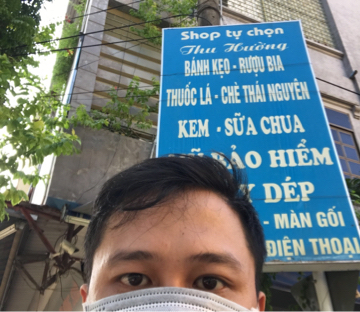 Shop tự chọn
Thu Hường
BÁNH KẸO - RƯỢU BIA
THUỐC LÁ - CHÈ THÁI NGUYÊN
KEM - SỮA CHUA
BẢO HIỂM
DÉP
- MÀN GỐI
ĐIỆN THOẠI